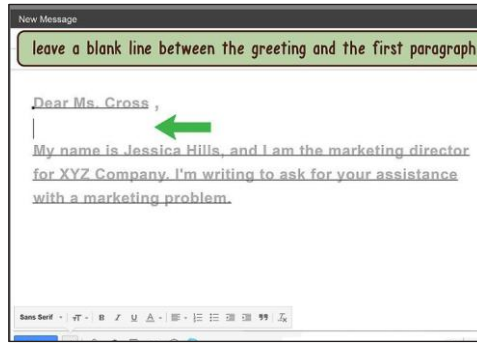 New Message
leave a blank line between the greeting and the first paragraph
Dear Ms. Cross ,
My name is Jessica Hills, and I am the marketing director
for XYZ Company. I'm writing to ask for your assistance
with a marketing problem.
Sans Serif